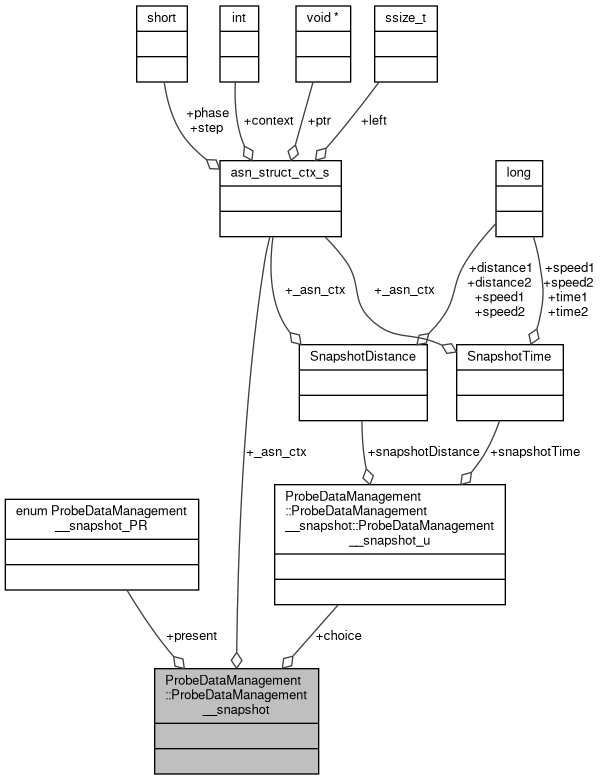 short
int
void *
ssize_t
+phase
+step
+context
+ptr
+left
asn_struct_ctx_s
long
+_asn_ctx
+_asn_ctx
+distance1
+distance2
+speed1
+speed2
+speed1
+speed2
+time1
+time2
SnapshotDistance
SnapshotTime
+_asn_ctx
+snapshotDistance
+snapshotTime
enum ProbeDataManagement
__snapshot_PR
ProbeDataManagement
::ProbeDataManagement
__snapshot::ProbeDataManagement
__snapshot_u
+present
+choice
ProbeDataManagement
::ProbeDataManagement
__snapshot